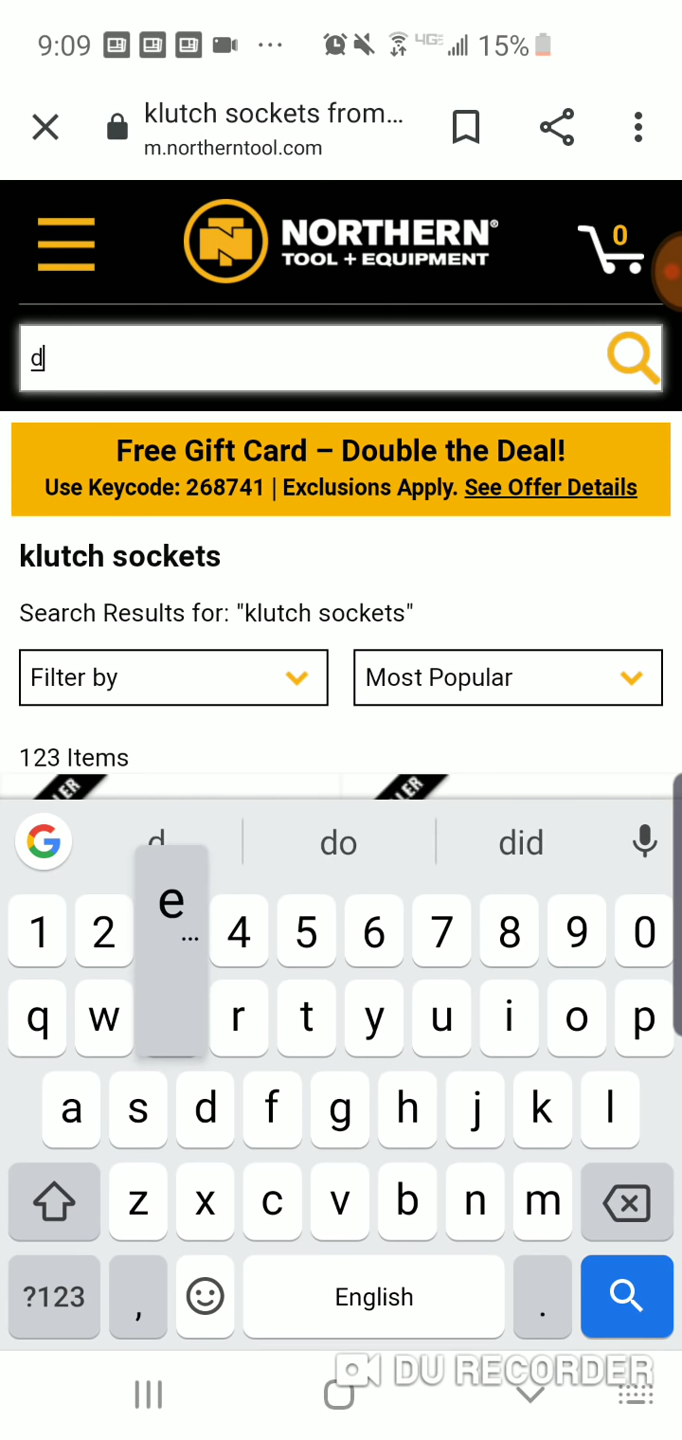 9:09 4GE 15%
klutch sockets from...
m.northerntool.com
NORTHERN®
TOOL + EQUIPMENT
0
d
Free Gift Card – Double the Deal!
Use Keycode: 268741 | Exclusions Apply. See Offer Details
klutch sockets
Search Results for: "klutch sockets"
Filter by Most Popular
123 Items
d do did
e
1 2 4 5 6 7 8 9 0
q w r t y u i o p
a s d f g h j k l
z x c v b n m
?123 , English .
DU RECORDER